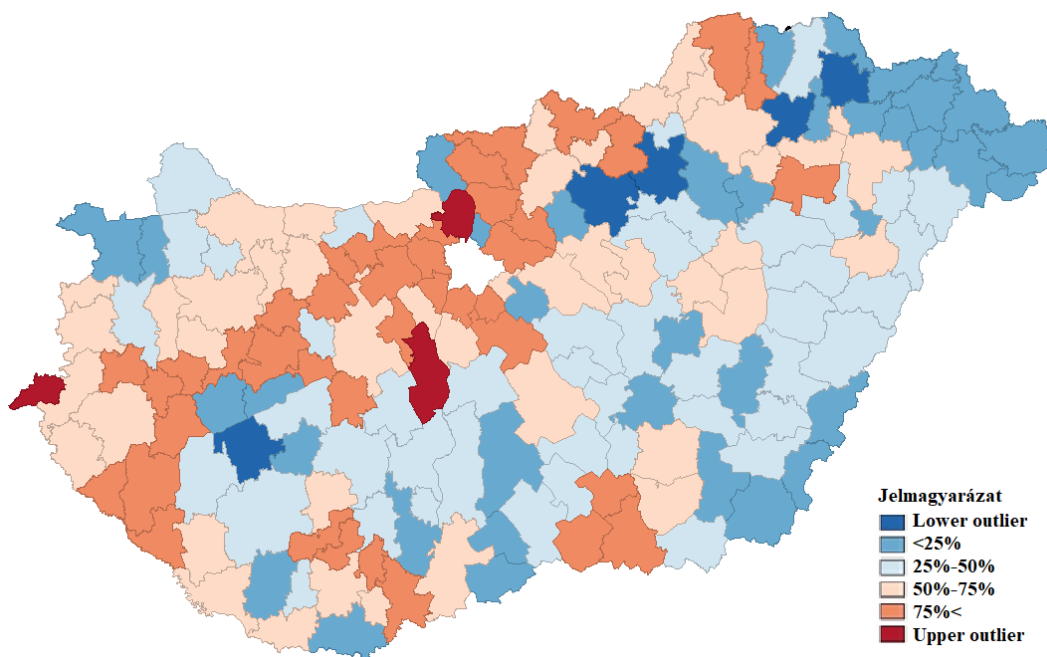 Jelmagyarázat
Lower outlier
<25%
25%-50%
50%-75%
75%<
Upper outlier